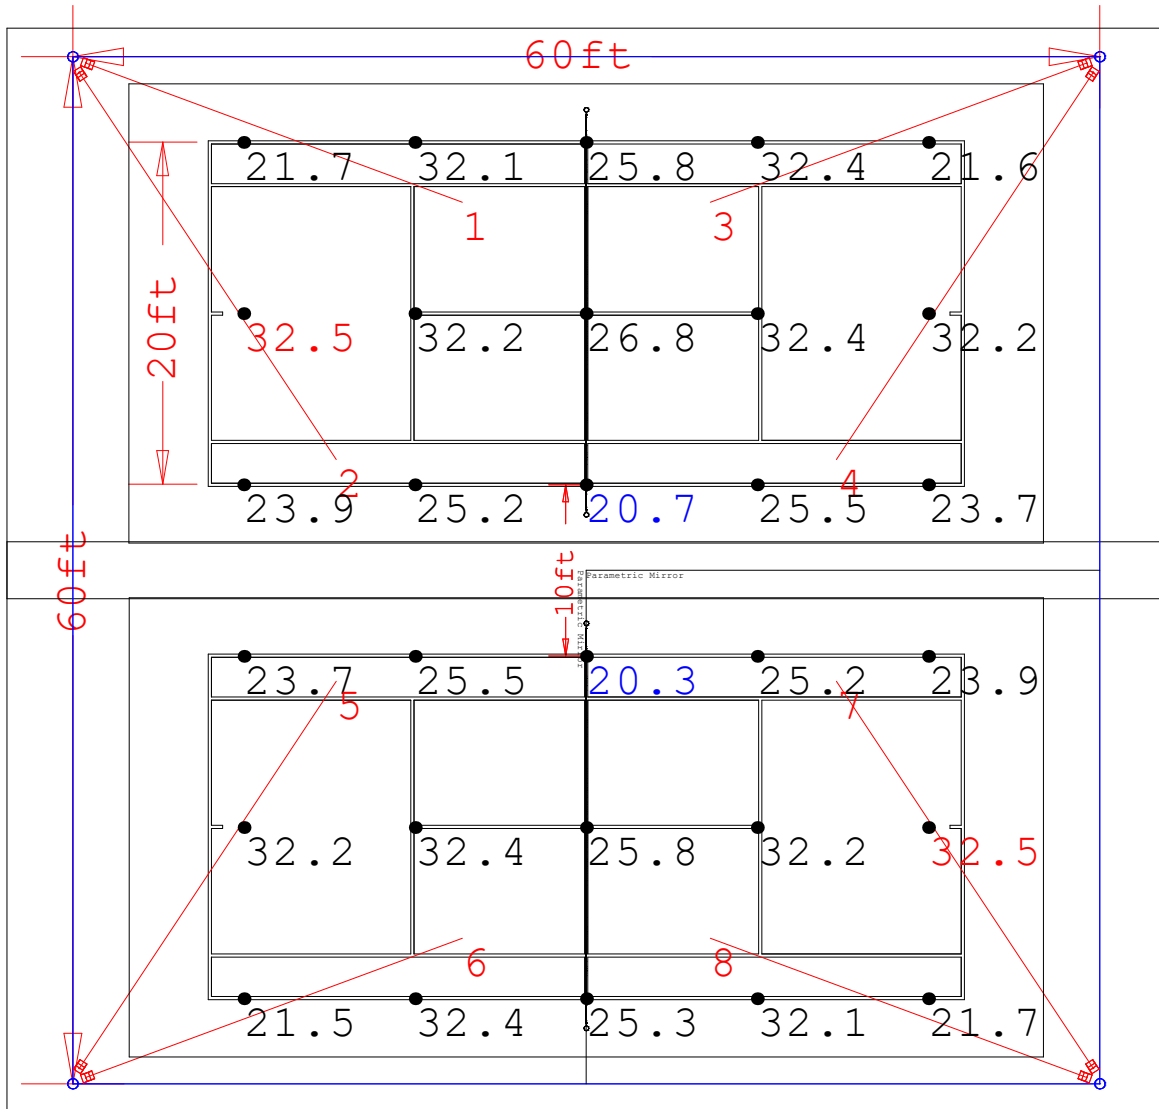 60ft
21.7 32.1 25.8 32.4 21.6
1 3
20ft
32.5 32.2 26.8 32.4 32.2
2 4
23.9 25.2 20.7 25.5 23.7
60ft
10ft
Parametric Mirror
Parametric Mirror
23.7 25.5 20.3 25.2 23.9
5 7
32.2 32.4 25.8 32.2 32.5
6 8
21.5 32.4 25.3 32.1 21.7